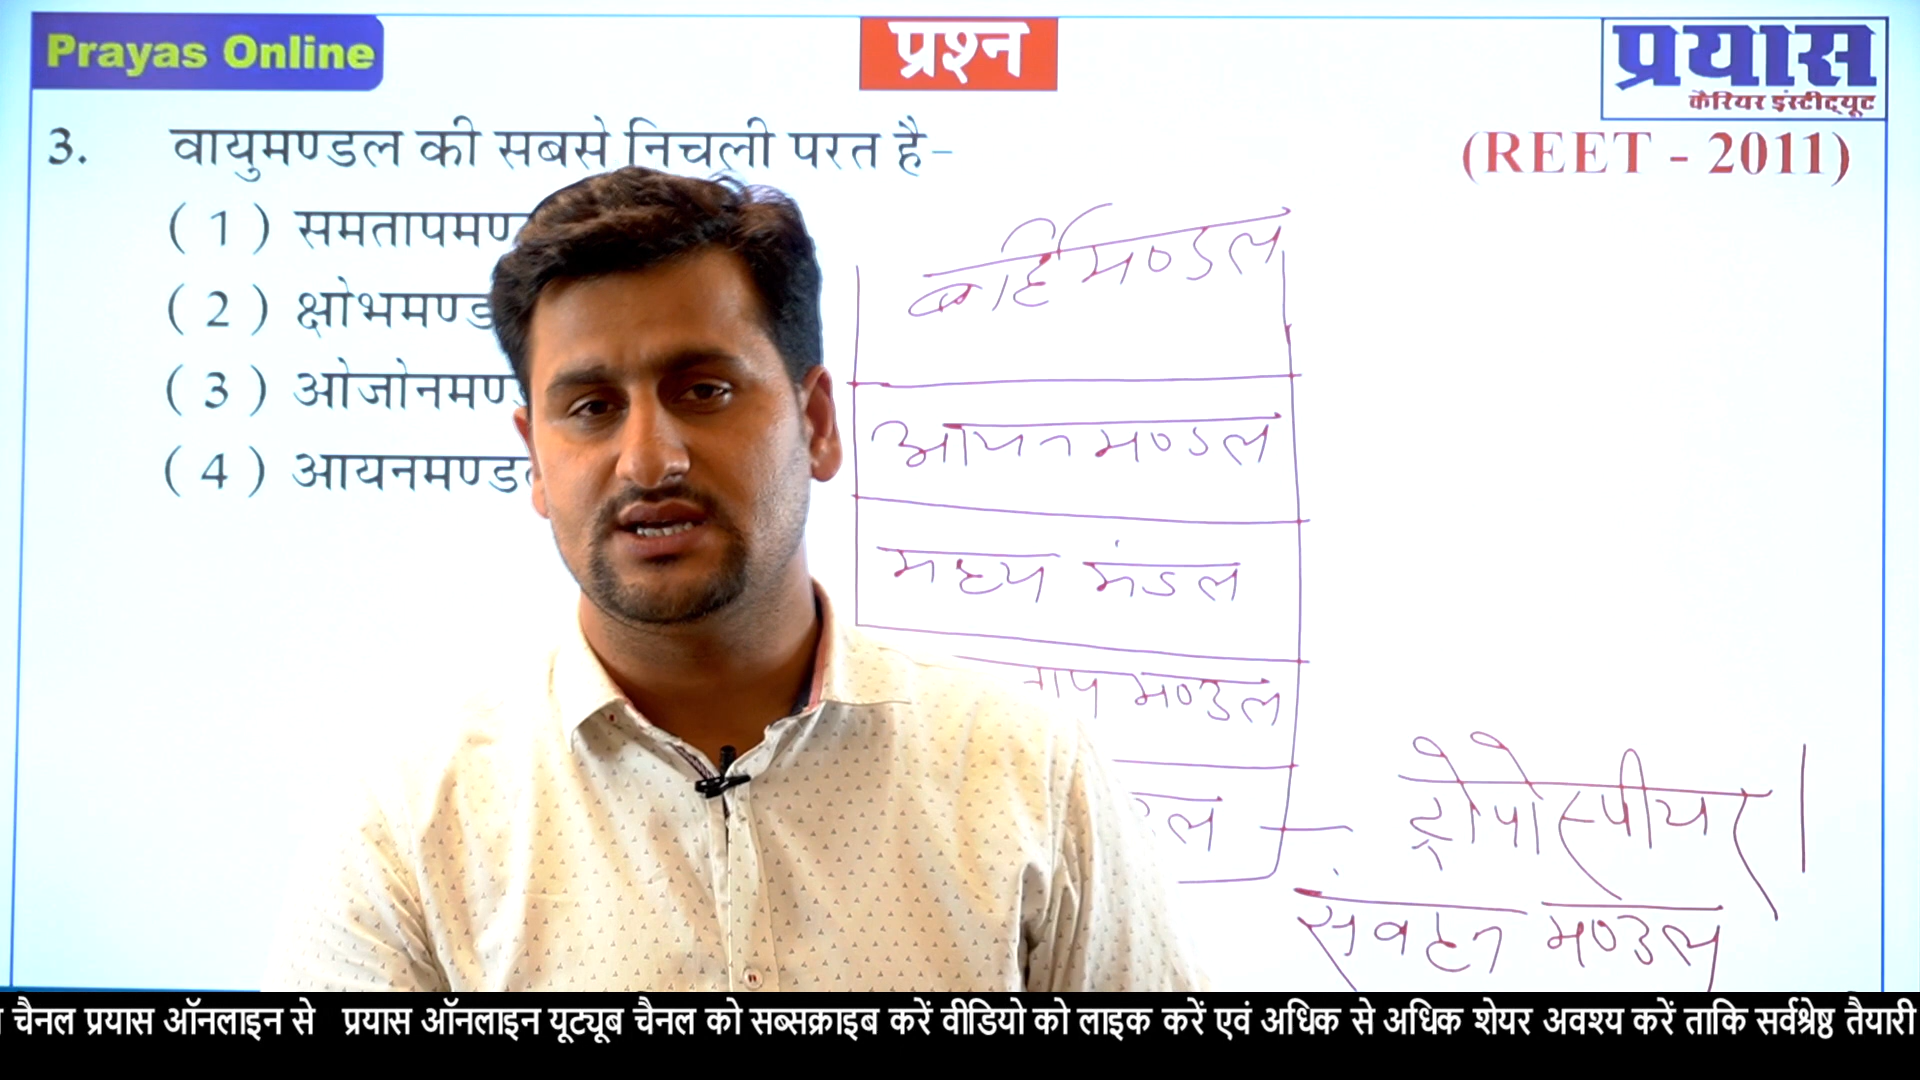 Prayas Online
प्रश्न
प्रयास
कैरियर इंस्टीट्यूट
3. वायुमण्डल की सबसे निचली परत है-
(REET - 2011)
( 1 ) समतापमण
( 2 ) क्षोभमण्ड
( 3 ) ओजोनमण्
( 4 ) आयनमण्डल
बर्हिमण्डल
आयनमण्डल
मध्य मंडल
ताप मण्डल
ल — ट्रोपोस्पीयर।
संवहन मण्डल
चैनल प्रयास ऑनलाइन से प्रयास ऑनलाइन यूट्यूब चैनल को सब्सक्राइब करें वीडियो को लाइक करें एवं अधिक से अधिक शेयर अवश्य करें ताकि सर्वश्रेष्ठ तैयारी